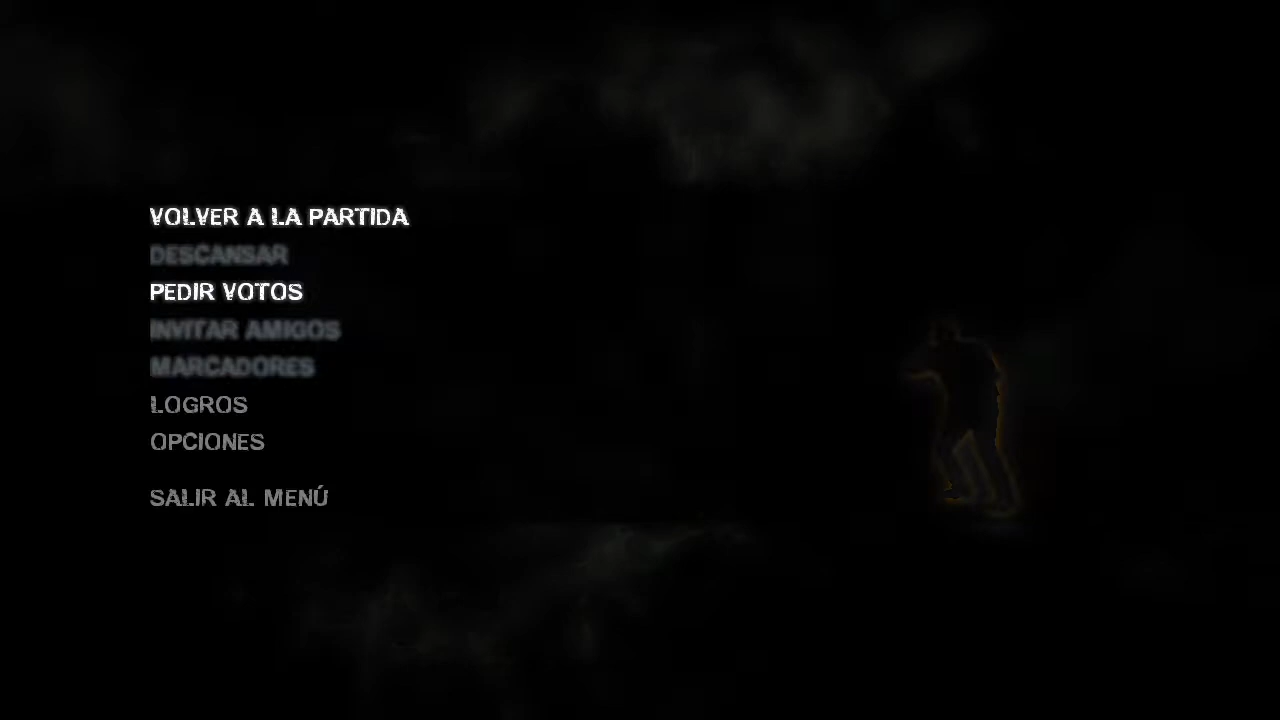 VOLVER A LA PARTIDA
DESCANSAR
PEDIR VOTOS
INVITAR AMIGOS
MARCADORES
LOGROS
OPCIONES
SALIR AL MENÚ